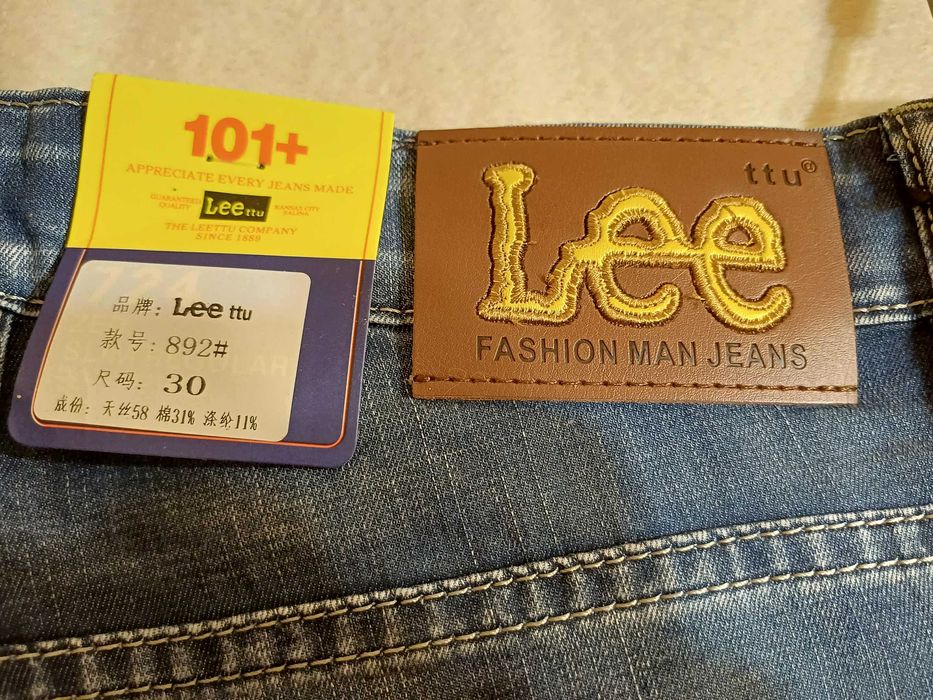 101+
APPRECIATE EVERY JEANS MADE
GUARANTEED QUALITY Lee ttu KANSAS CITY SALINA
THE LEETTU COMPANY
SINCE 1889
品牌: Lee ttu
款号: 892#
尺码: 30
成份: 天丝58 棉31% 涤纶11%
ttu®
Lee
FASHION MAN JEANS